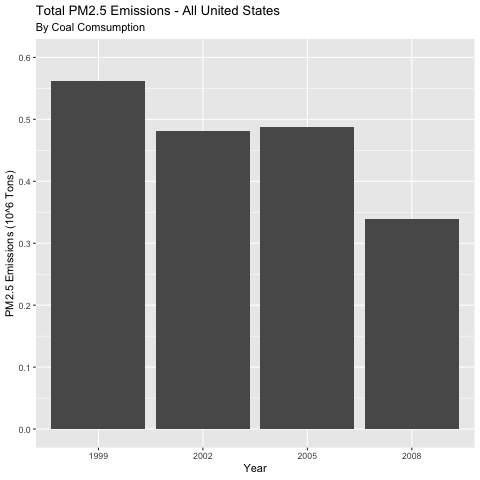 Total PM2.5 Emissions - All United States
By Coal Comsumption
PM2.5 Emissions (10^6 Tons)
0.6
0.5
0.4
0.3
0.2
0.1
0.0
1999 2002 2005 2008
Year